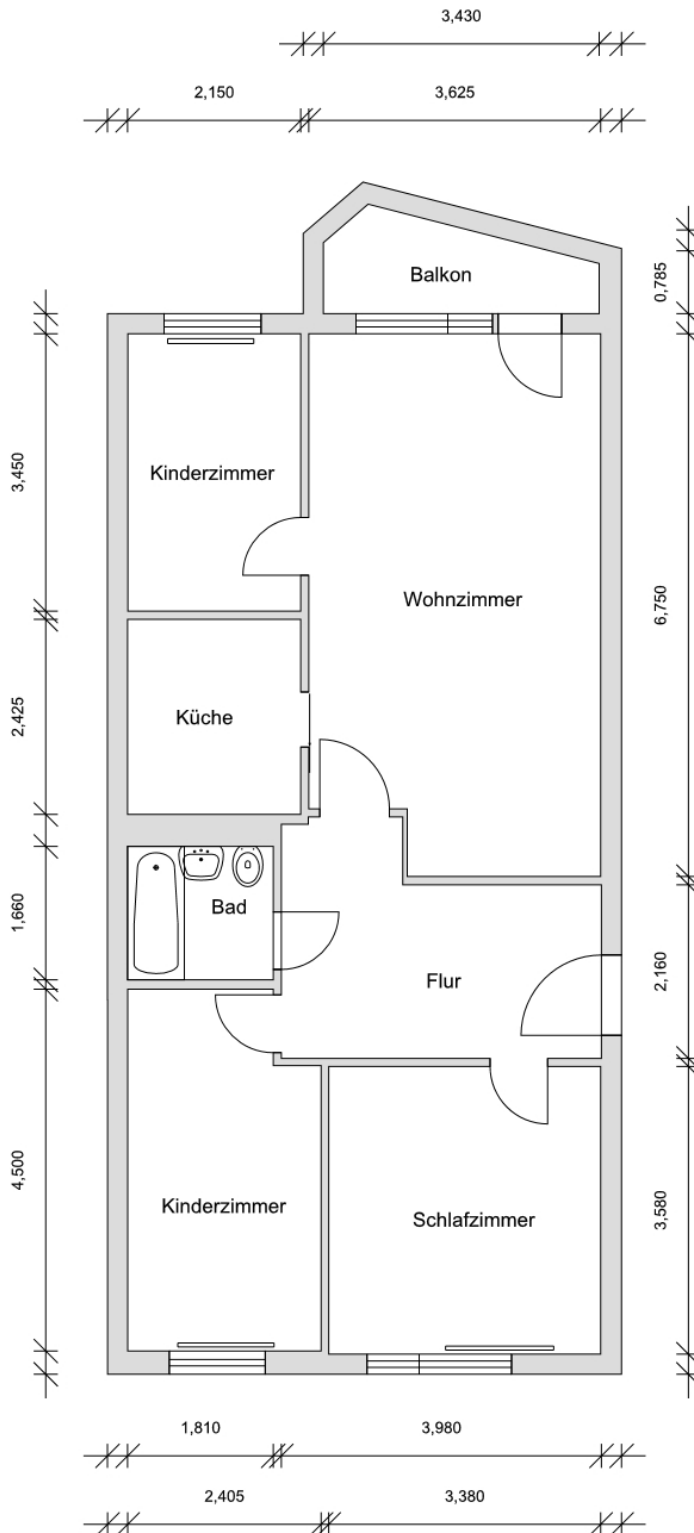 3,430
2,150
3,625
Balkon
0,785
3,450
Kinderzimmer
Wohnzimmer
6,750
Küche
2,425
Bad
1,660
Flur
2,160
4,500
Kinderzimmer
Schlafzimmer
3,580
1,810
3,980
2,405
3,380